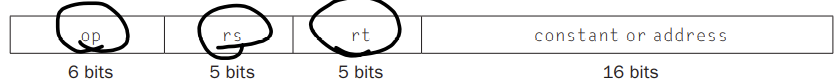 op rs rt constant or address
6 bits 5 bits 5 bits 16 bits